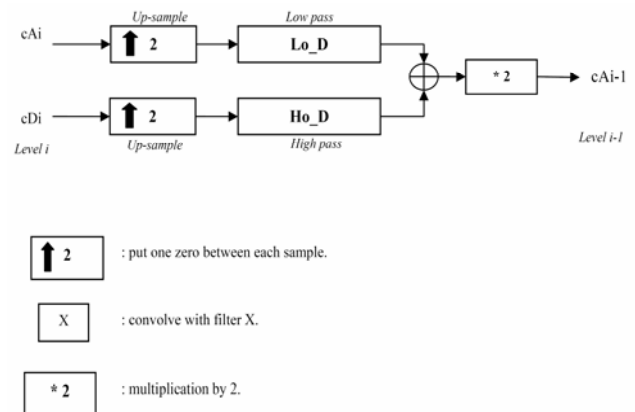 Up-sample
Low pass
cAi
2
Lo_D
* 2
cAi-1
cDi
2
Ho_D
Level i
Up-sample
High pass
Level i-1
2 : put one zero between each sample.
X : convolve with filter X.
* 2 : multiplication by 2.